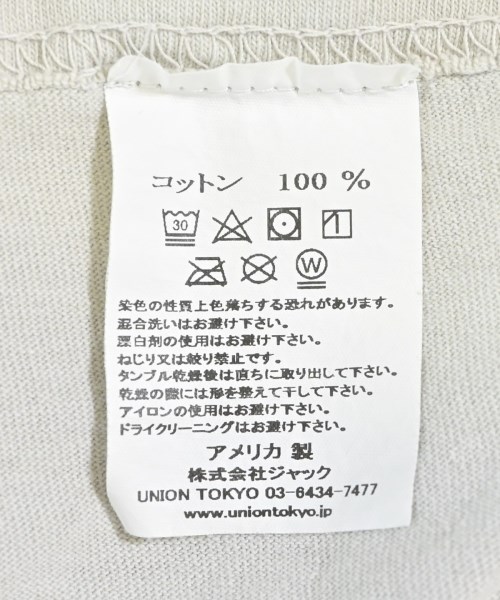 コットン 100 %
30 1
W
染色の性質上色落ちする恐れがあります。
混合洗いはお避け下さい。
漂白剤の使用はお避け下さい。
ねじり又は絞り禁止です。
タンブル乾燥後は直ちに取り出して下さい。
乾燥の際には形を整えて干して下さい。
アイロンの使用はお避け下さい。
ドライクリーニングはお避け下さい。
アメリカ 製
株式会社ジャック
UNION TOKYO 03-6434-7477
www.uniontokyo.jp